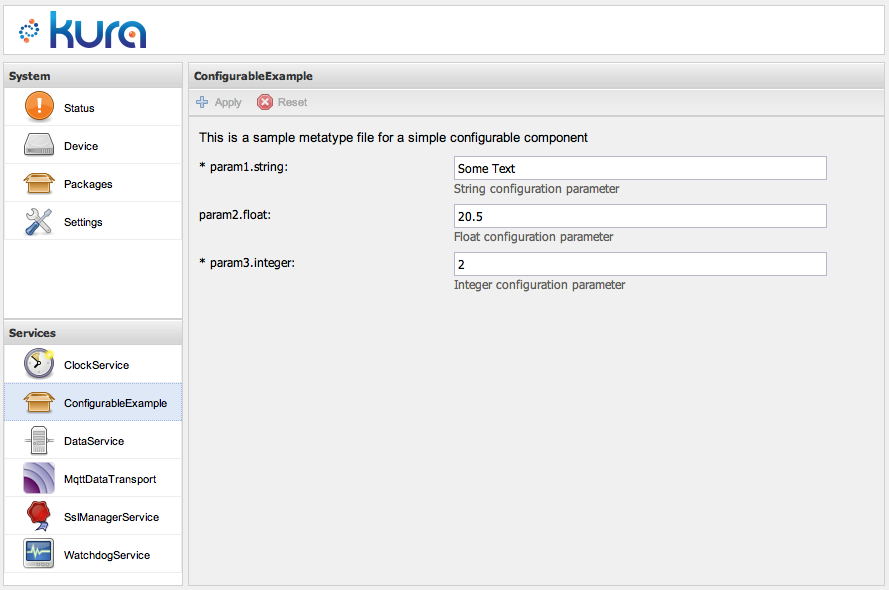 kura
System
Status
Device
Packages
Settings
Services
ClockService
ConfigurableExample
DataService
MqttDataTransport
SslManagerService
WatchdogService
ConfigurableExample
Apply Reset
This is a sample metatype file for a simple configurable component
* param1.string: Some Text
String configuration parameter
param2.float: 20.5
Float configuration parameter
* param3.integer: 2
Integer configuration parameter